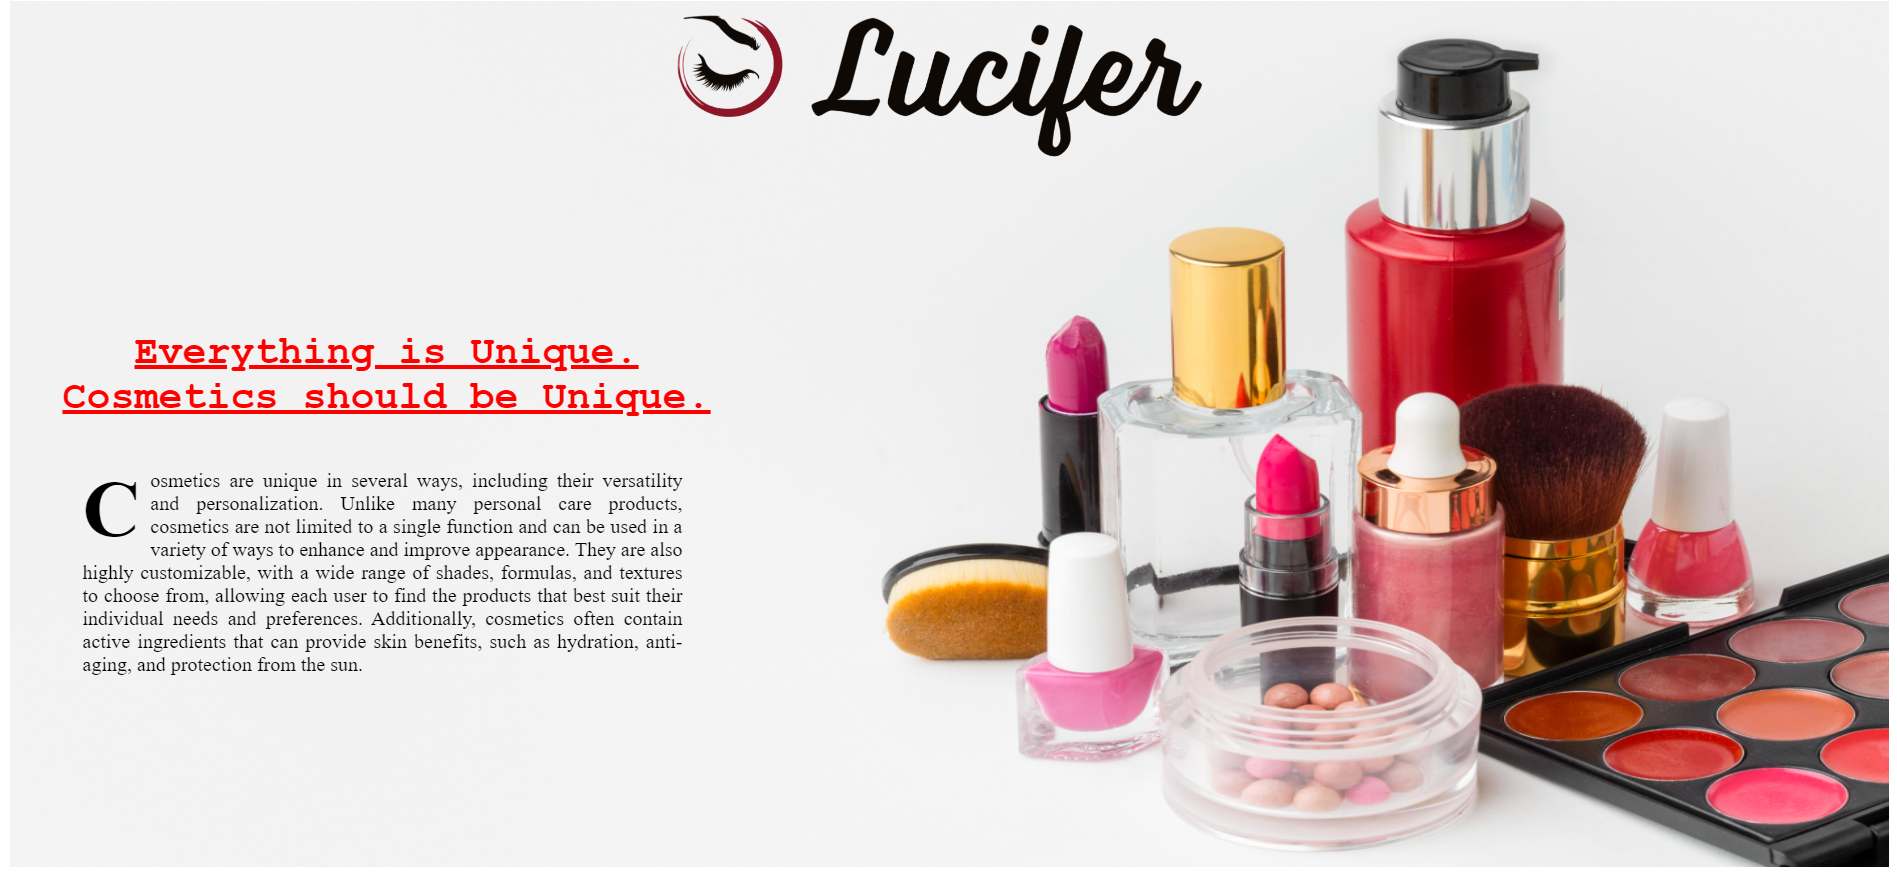 Lucifer
Everything is Unique.
Cosmetics should be Unique.
Cosmetics are unique in several ways, including their versatility
and personalization. Unlike many personal care products,
cosmetics are not limited to a single function and can be used in a
variety of ways to enhance and improve appearance. They are also
highly customizable, with a wide range of shades, formulas, and textures
to choose from, allowing each user to find the products that best suit their
individual needs and preferences. Additionally, cosmetics often contain
active ingredients that can provide skin benefits, such as hydration, anti-
aging, and protection from the sun.